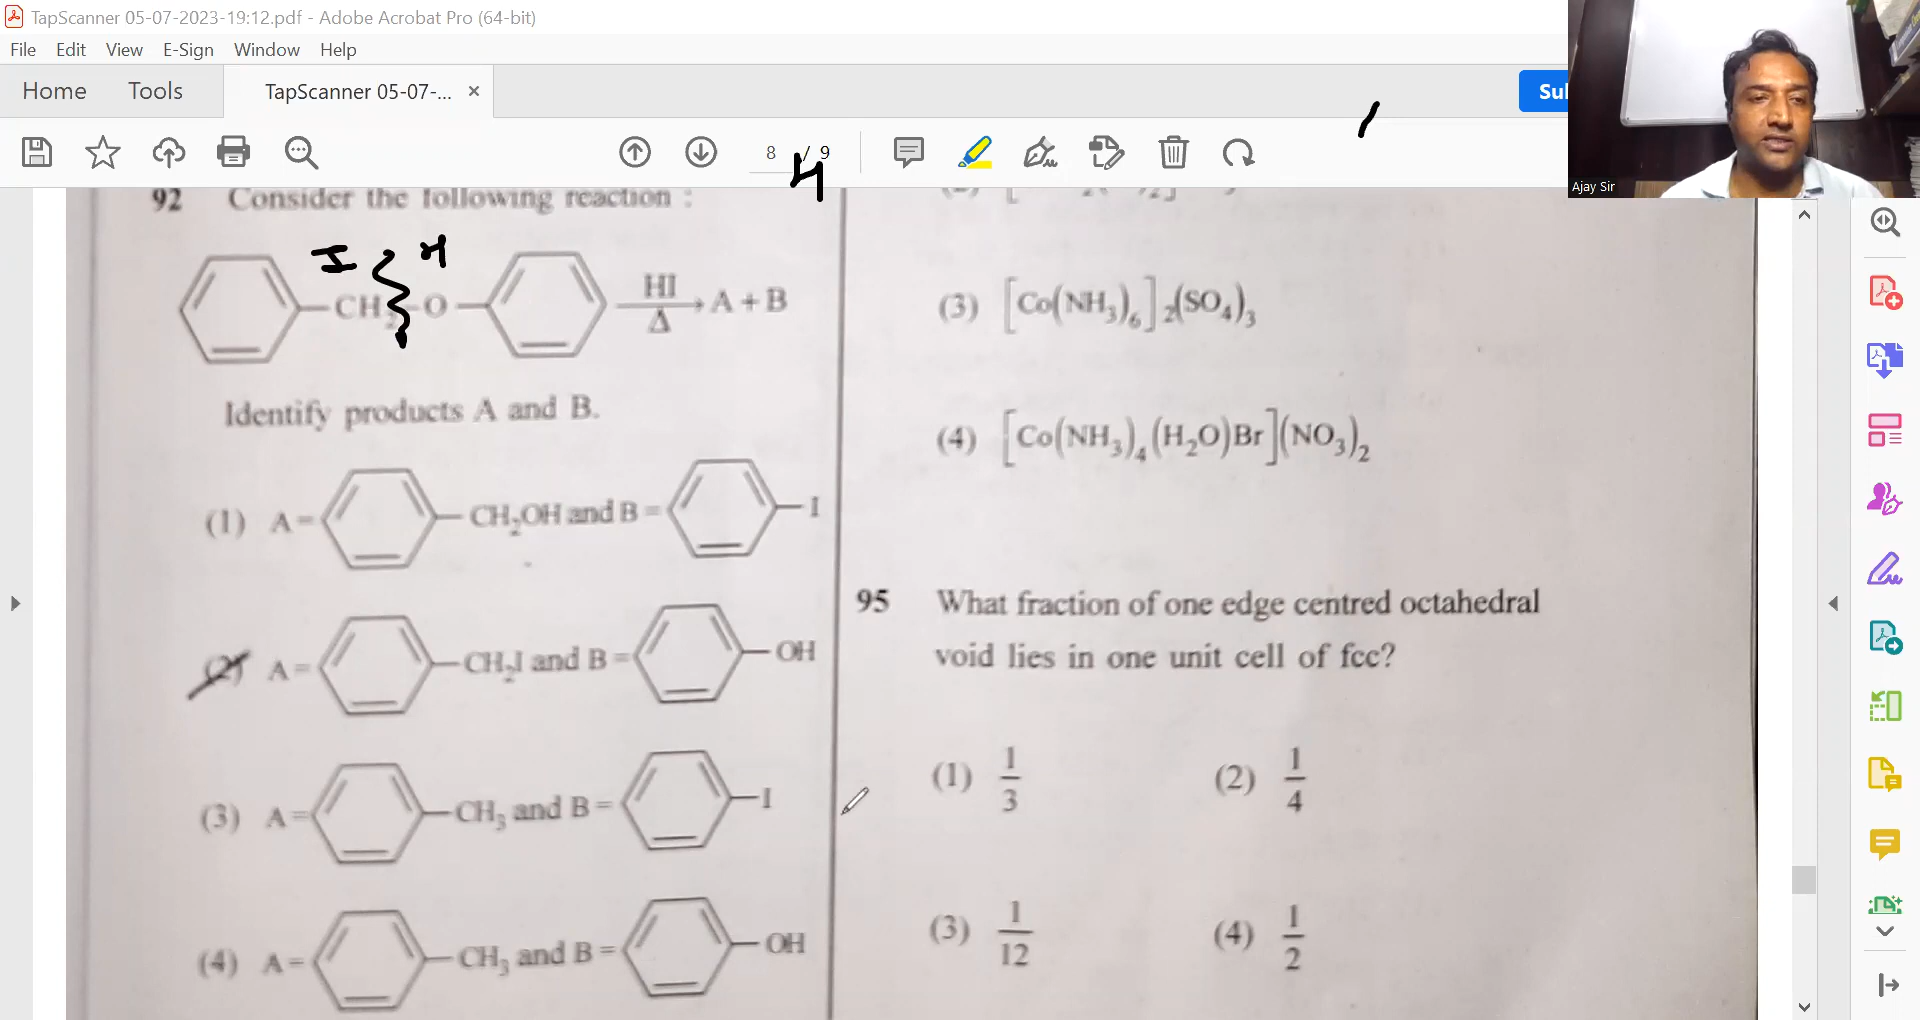 TapScanner 05-07-2023-19:12.pdf - Adobe Acrobat Pro (64-bit)
File Edit View E-Sign Window Help
Home Tools TapScanner 05-07-... ×
Sul
8 / 9
4
Ajay Sir
92 Consider the following reaction :
I H
CH2 O HI Δ A + B
Identify products A and B.
(1) A = CH2OH and B = I
(2) A = CH2I and B = OH
(3) A = CH3 and B = I
(4) A = CH3 and B = OH
(3) [Co(NH3)6]2(SO4)3
(4) [Co(NH3)4(H2O)Br](NO3)2
95 What fraction of one edge centred octahedral
void lies in one unit cell of fcc?
(1) 1/3 (2) 1/4
(3) 1/12 (4) 1/2